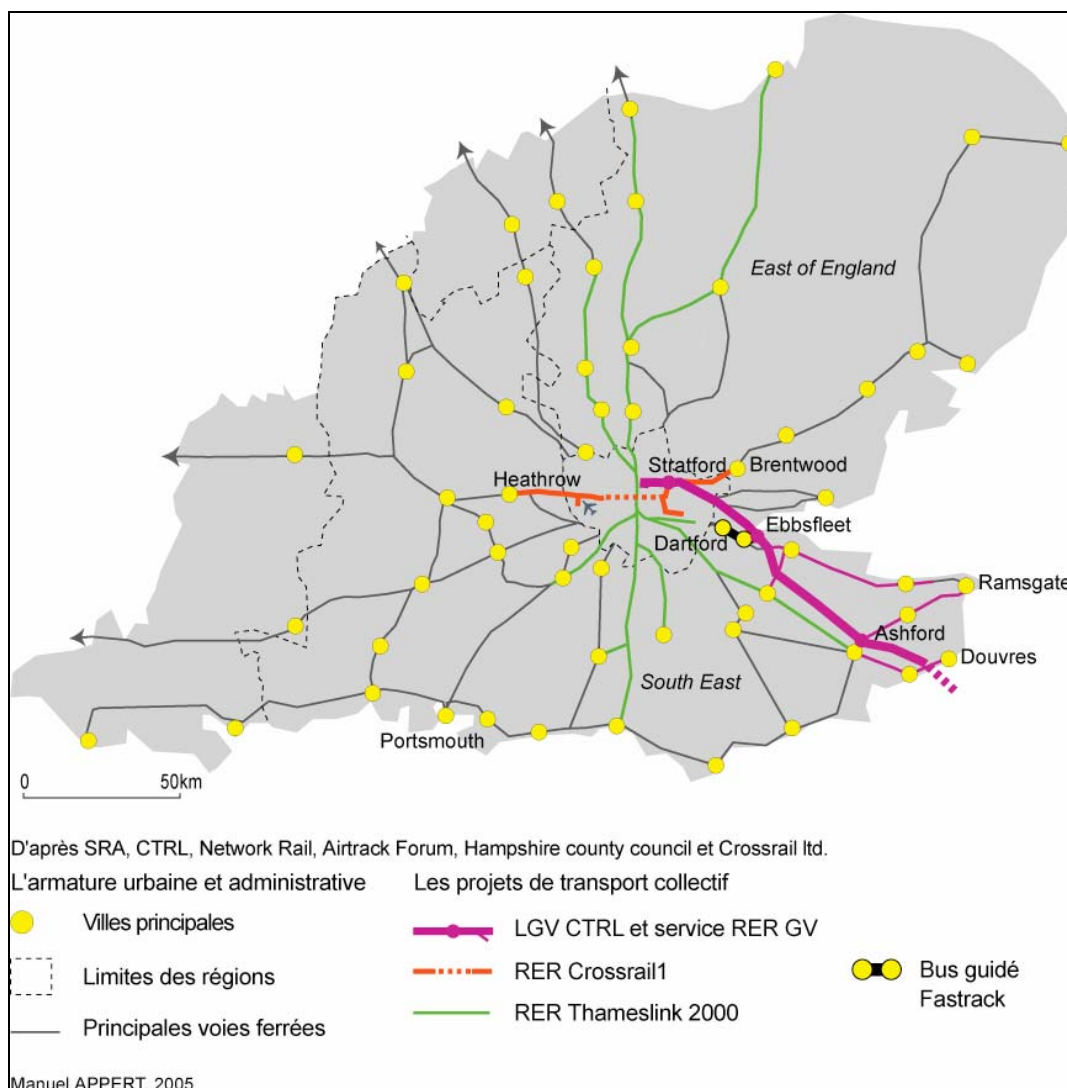 East of England
Stratford
Brentwood
Heathrow
Ebbsfleet
Dartford
Ramsgate
Ashford
Douvres
South East
Portsmouth
0 50km
D'après SRA, CTRL, Network Rail, Airtrack Forum, Hampshire county council et Crossrail ltd.
L'armature urbaine et administrative
Villes principales
Limites des régions
Principales voies ferrées
Les projets de transport collectif
LGV CTRL et service RER GV
RER Crossrail1
RER Thameslink 2000
Bus guidé
Fastrack
Manuel APPERT, 2005